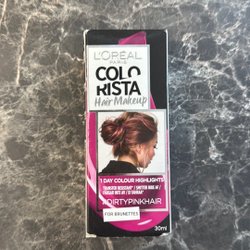 L'ORÉAL
PARIS
COLO
RISTA
Hair Makeup
1 DAY COLOUR HIGHLIGHTS
#DIRTYPINKHAIR
FOR BRUNETTES
30ml